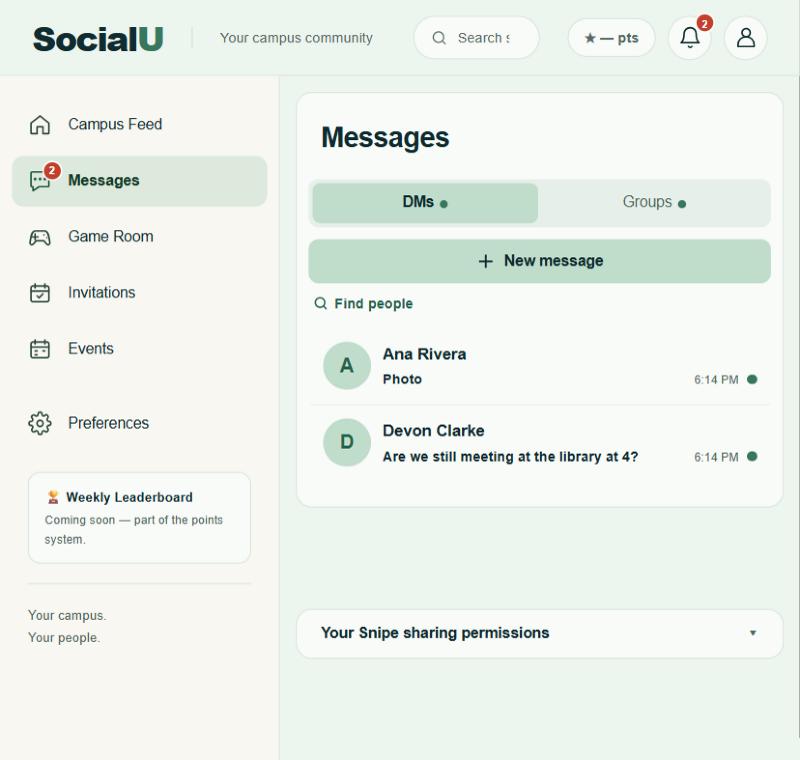 SocialU
Your campus community
Search s
★ — pts
2
Campus Feed
2
Messages
Game Room
Invitations
Events
Preferences
🏆 Weekly Leaderboard
Coming soon — part of the points
system.
Your campus.
Your people.
Messages
DMs
Groups
+ New message
Find people
A
Ana Rivera
Photo
6:14 PM
D
Devon Clarke
Are we still meeting at the library at 4?
6:14 PM
Your Snipe sharing permissions